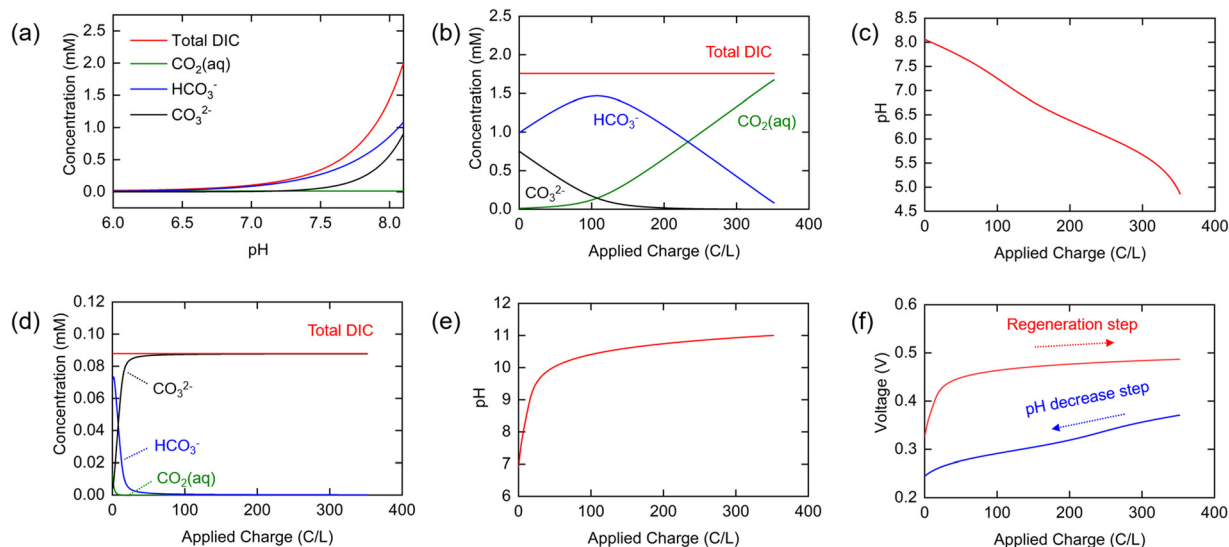 (a)
Concentration (mM)
2.5
2.0
1.5
1.0
0.5
0.0
Total DIC
CO₂(aq)
HCO₃⁻
CO₃²⁻
6.0 6.5 7.0 7.5 8.0
pH
(b)
Concentration (mM)
2.5
2.0
1.5
1.0
0.5
0.0
Total DIC
HCO₃⁻
CO₂(aq)
CO₃²⁻
0 100 200 300 400
Applied Charge (C/L)
(c)
pH
8.5
8.0
7.5
7.0
6.5
6.0
5.5
5.0
4.5
0 100 200 300 400
Applied Charge (C/L)
(d)
Concentration (mM)
0.12
0.10
0.08
0.06
0.04
0.02
0.00
Total DIC
CO₃²⁻
HCO₃⁻
CO₂(aq)
0 100 200 300 400
Applied Charge (C/L)
(e)
pH
12
11
10
9
8
7
6
0 100 200 300 400
Applied Charge (C/L)
(f)
Voltage (V)
0.6
0.5
0.4
0.3
0.2
Regeneration step
pH decrease step
0 100 200 300 400
Applied Charge (C/L)